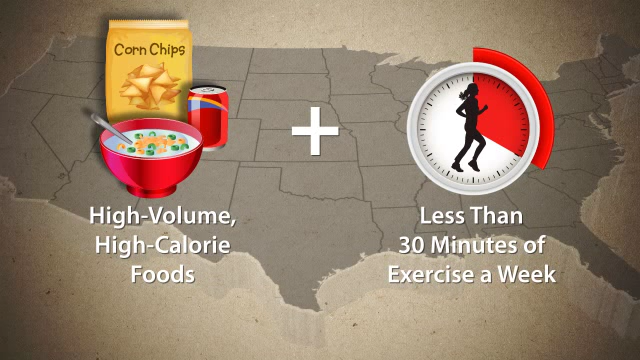 Corn Chips
+
High-Volume,
High-Calorie
Foods
Less Than
30 Minutes of
Exercise a Week